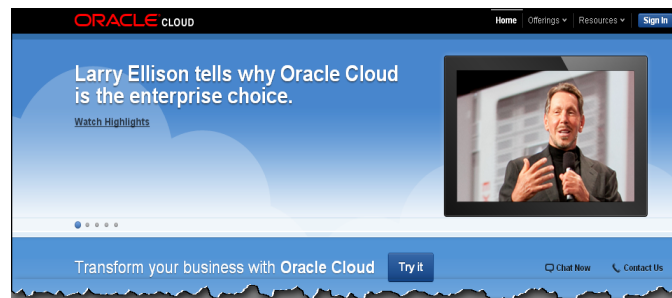 ORACLE CLOUD
Home Offerings Resources Sign In
Larry Ellison tells why Oracle Cloud
is the enterprise choice.
Watch Highlights
Transform your business with Oracle Cloud Try it Chat Now Contact Us